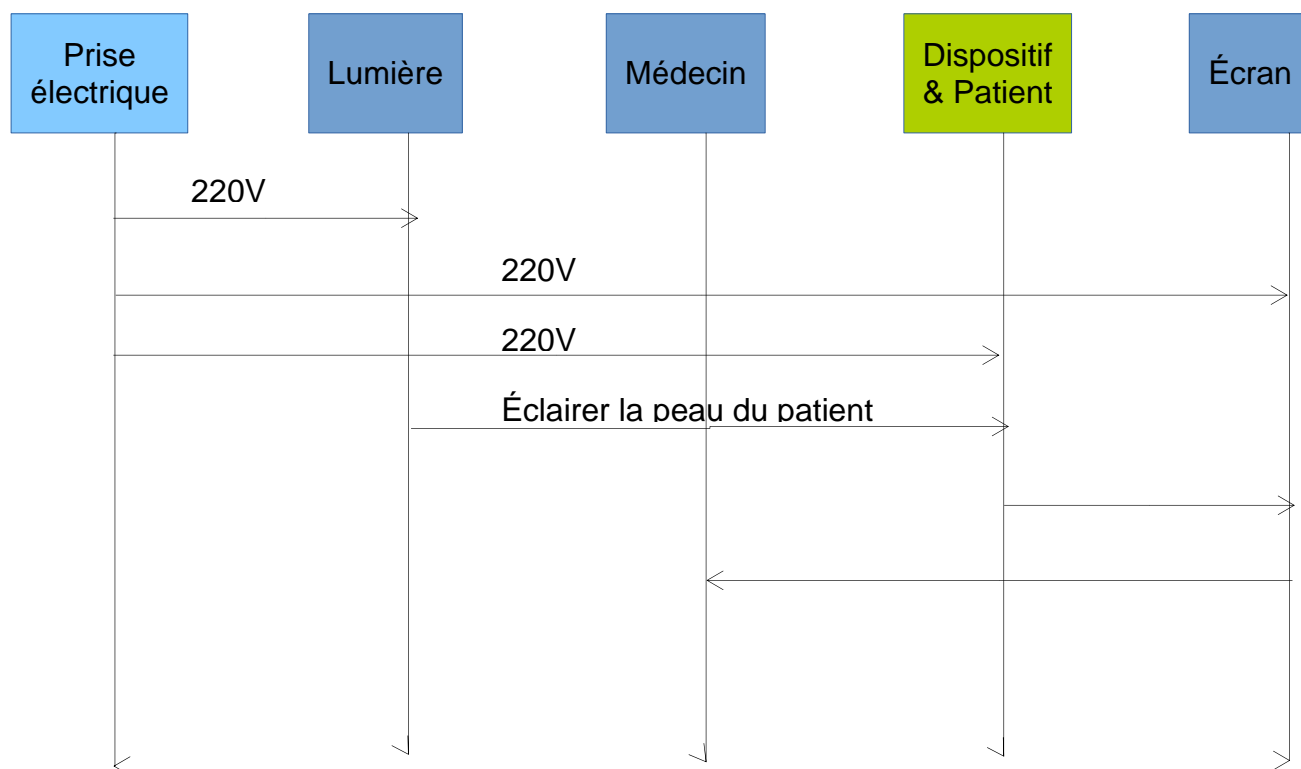 Prise
électrique
Lumière
Médecin
Dispositif
& Patient
Écran
220V
220V
220V
Éclairer la peau du patient